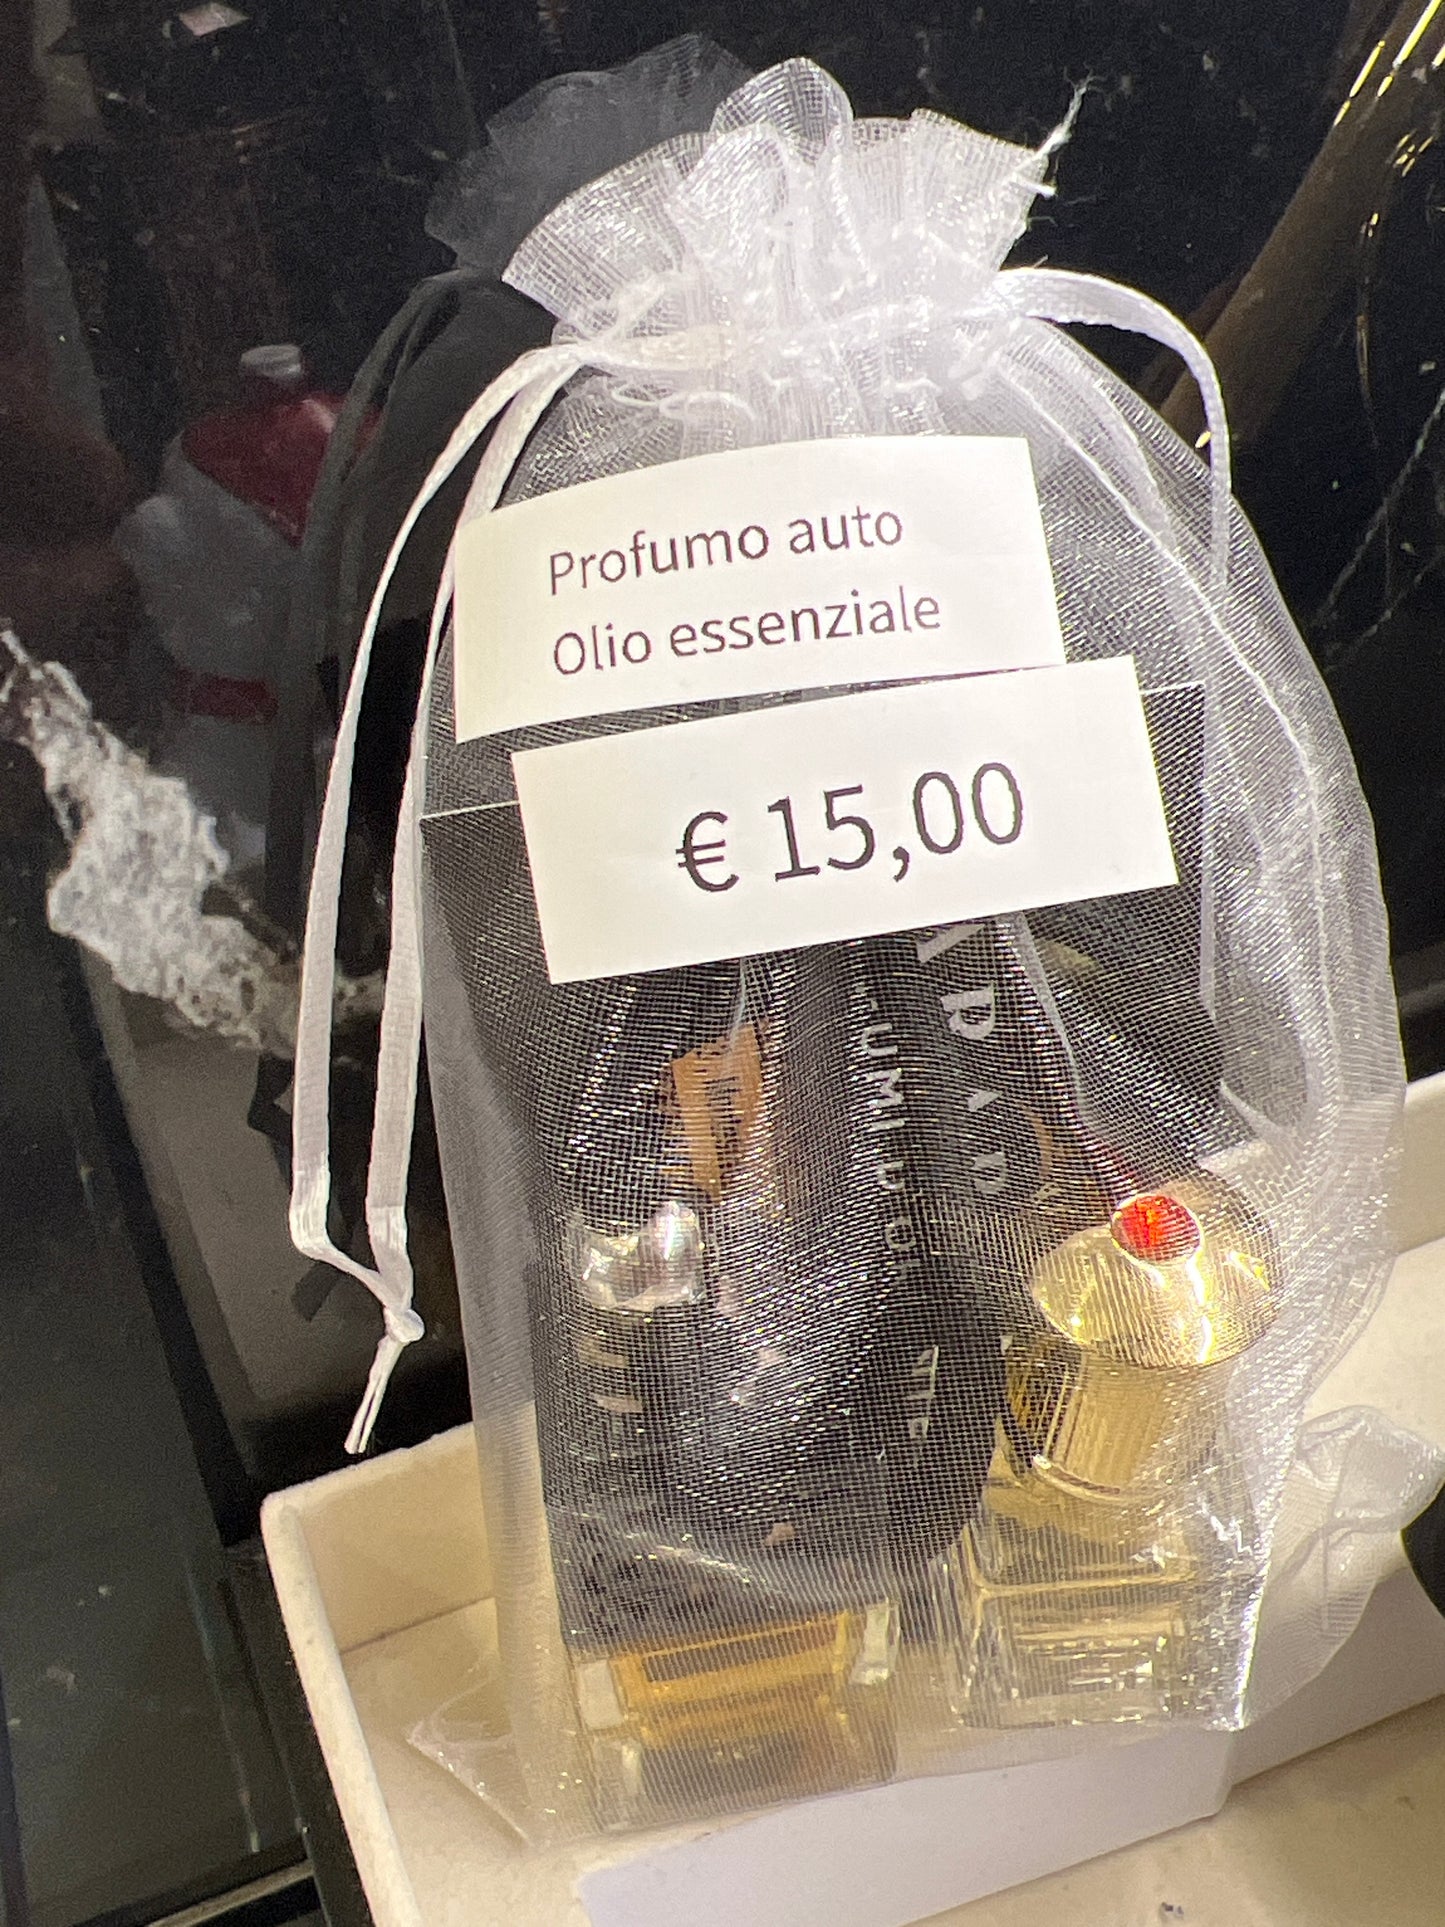 Profumo auto
Olio essenziale
€ 15,00